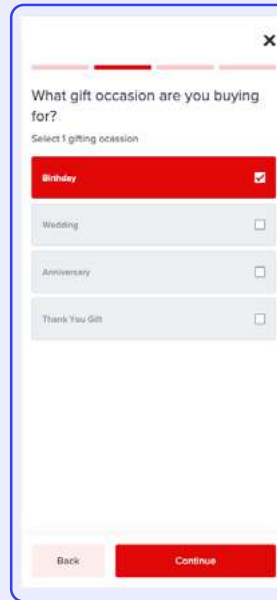 What gift occasion are you buying
for?
Select 1 gifting ocassion
Birthday
Wedding
Anniversary
Thank You Gift
Back
Continue